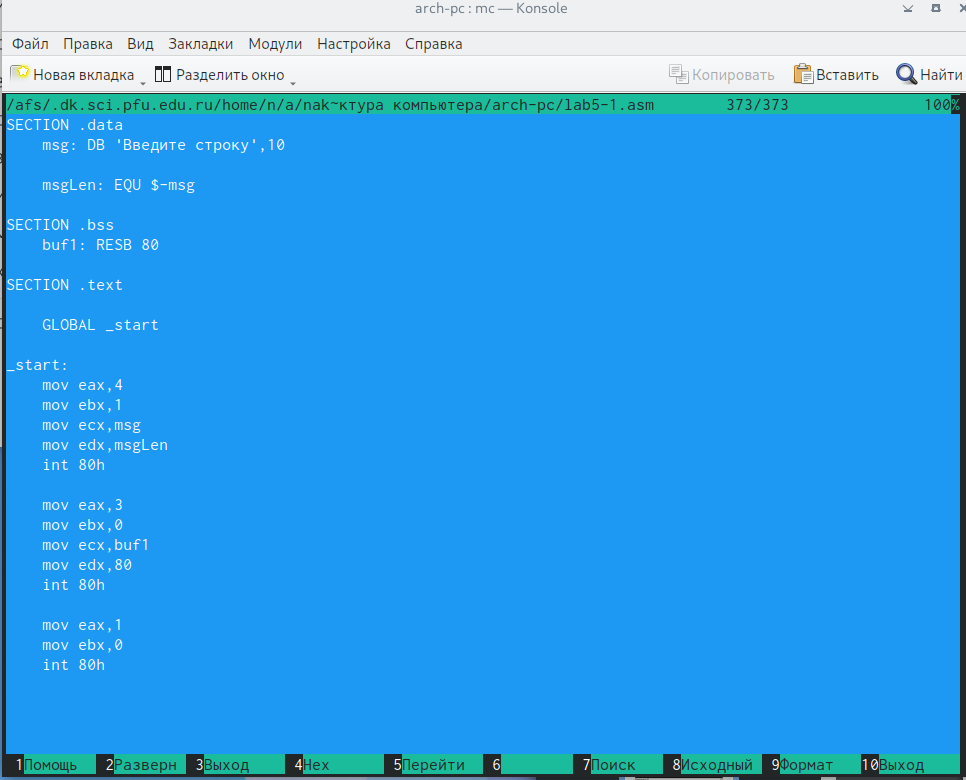 arch-pc : mc — Konsole
Файл Правка Вид Закладки Модули Настройка Справка
Новая вкладка Разделить окно Копировать Вставить Найти
/afs/.dk.sci.pfu.edu.ru/home/n/a/nak~ктура компьютера/arch-pc/lab5-1.asm 373/373 100%
SECTION .data
msg: DB 'Введите строку',10
msgLen: EQU $-msg
SECTION .bss
buf1: RESB 80
SECTION .text
GLOBAL _start
_start:
mov eax,4
mov ebx,1
mov ecx,msg
mov edx,msgLen
int 80h
mov eax,3
mov ebx,0
mov ecx,buf1
mov edx,80
int 80h
mov eax,1
mov ebx,0
int 80h
1Помощь 2Разверн 3Выход 4Hex 5Перейти 6 7Поиск 8Исходный 9Формат 10Выход